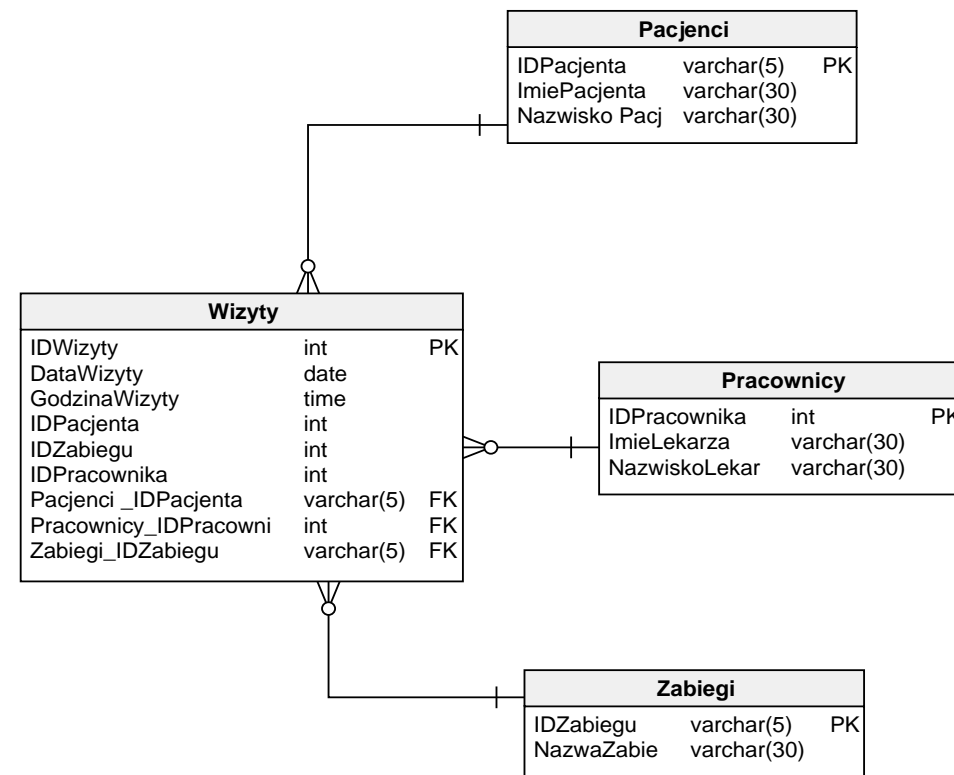 Pacjenci
IDPacjenta varchar(5) PK
ImiePacjenta varchar(30)
Nazwisko Pacj varchar(30)
Wizyty
IDWizyty int PK
DataWizyty date
GodzinaWizyty time
IDPacjenta int
IDZabiegu int
IDPracownika int
Pacjenci _IDPacjenta varchar(5) FK
Pracownicy_IDPracowni int FK
Zabiegi_IDZabiegu varchar(5) FK
Pracownicy
IDPracownika int PK
ImieLekarza varchar(30)
NazwiskoLekar varchar(30)
Zabiegi
IDZabiegu varchar(5) PK
NazwaZabie varchar(30)